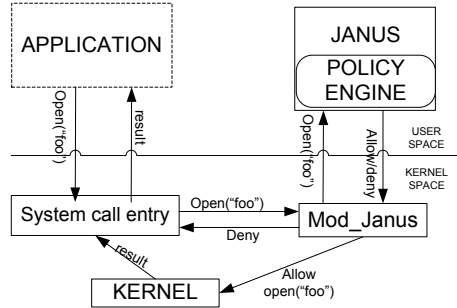 APPLICATION
JANUS
POLICY
ENGINE
Open("foo")
result
Open("foo")
Allow/deny
USER
SPACE
KERNEL
SPACE
System call entry
Open("foo")
Deny
Mod_Janus
result
Allow
open("foo")
KERNEL